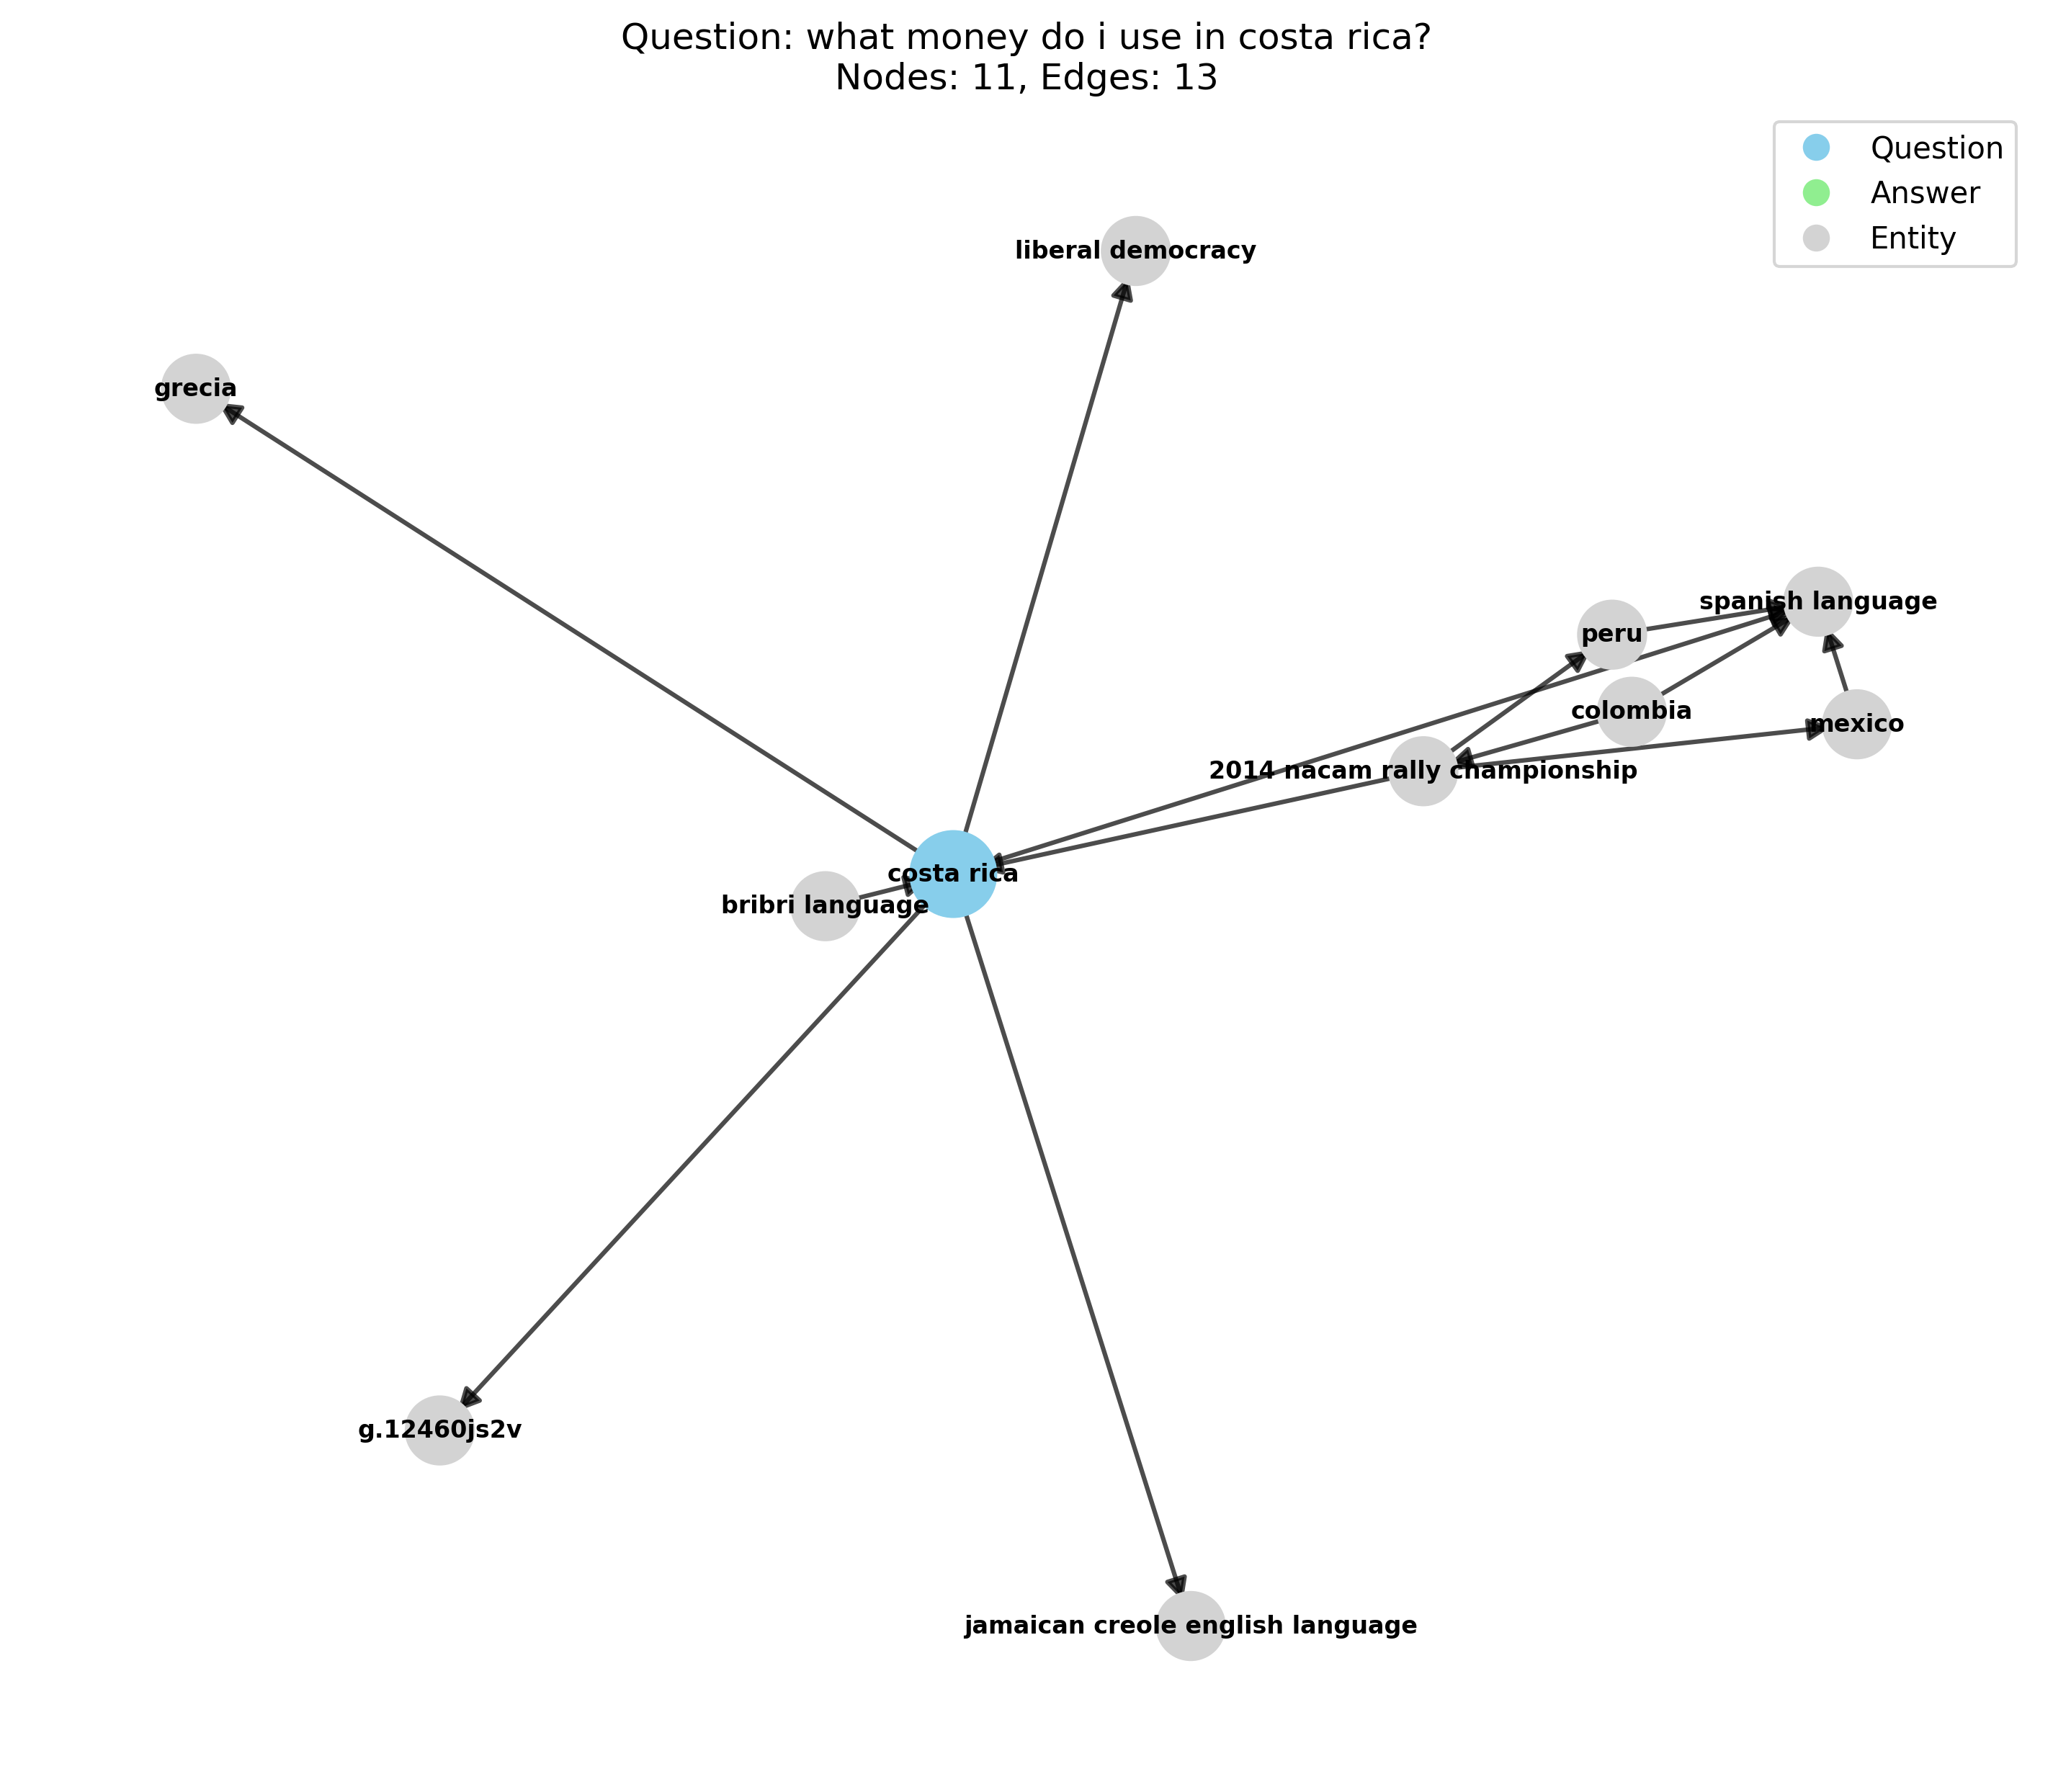 Question: what money do i use in costa rica?
Nodes: 11, Edges: 13
Question
Answer
Entity
liberal democracy
grecia
spanish language
peru
colombia
mexico
2014 nacam rally championship
costa rica
bribri language
g.12460js2v
jamaican creole english language